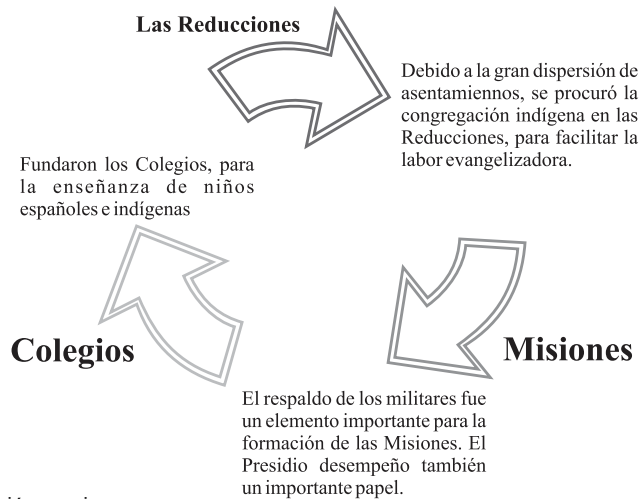 Las Reducciones
Debido a la gran dispersión de
asentamiennos, se procuró la
congregación indígena en las
Reducciones, para facilitar la
labor evangelizadora.
Fundaron los Colegios, para
la enseñanza de niños
españoles e indígenas
Colegios
Misiones
El respaldo de los militares fue
un elemento importante para la
formación de las Misiones. El
Presidio desempeño también
un importante papel.